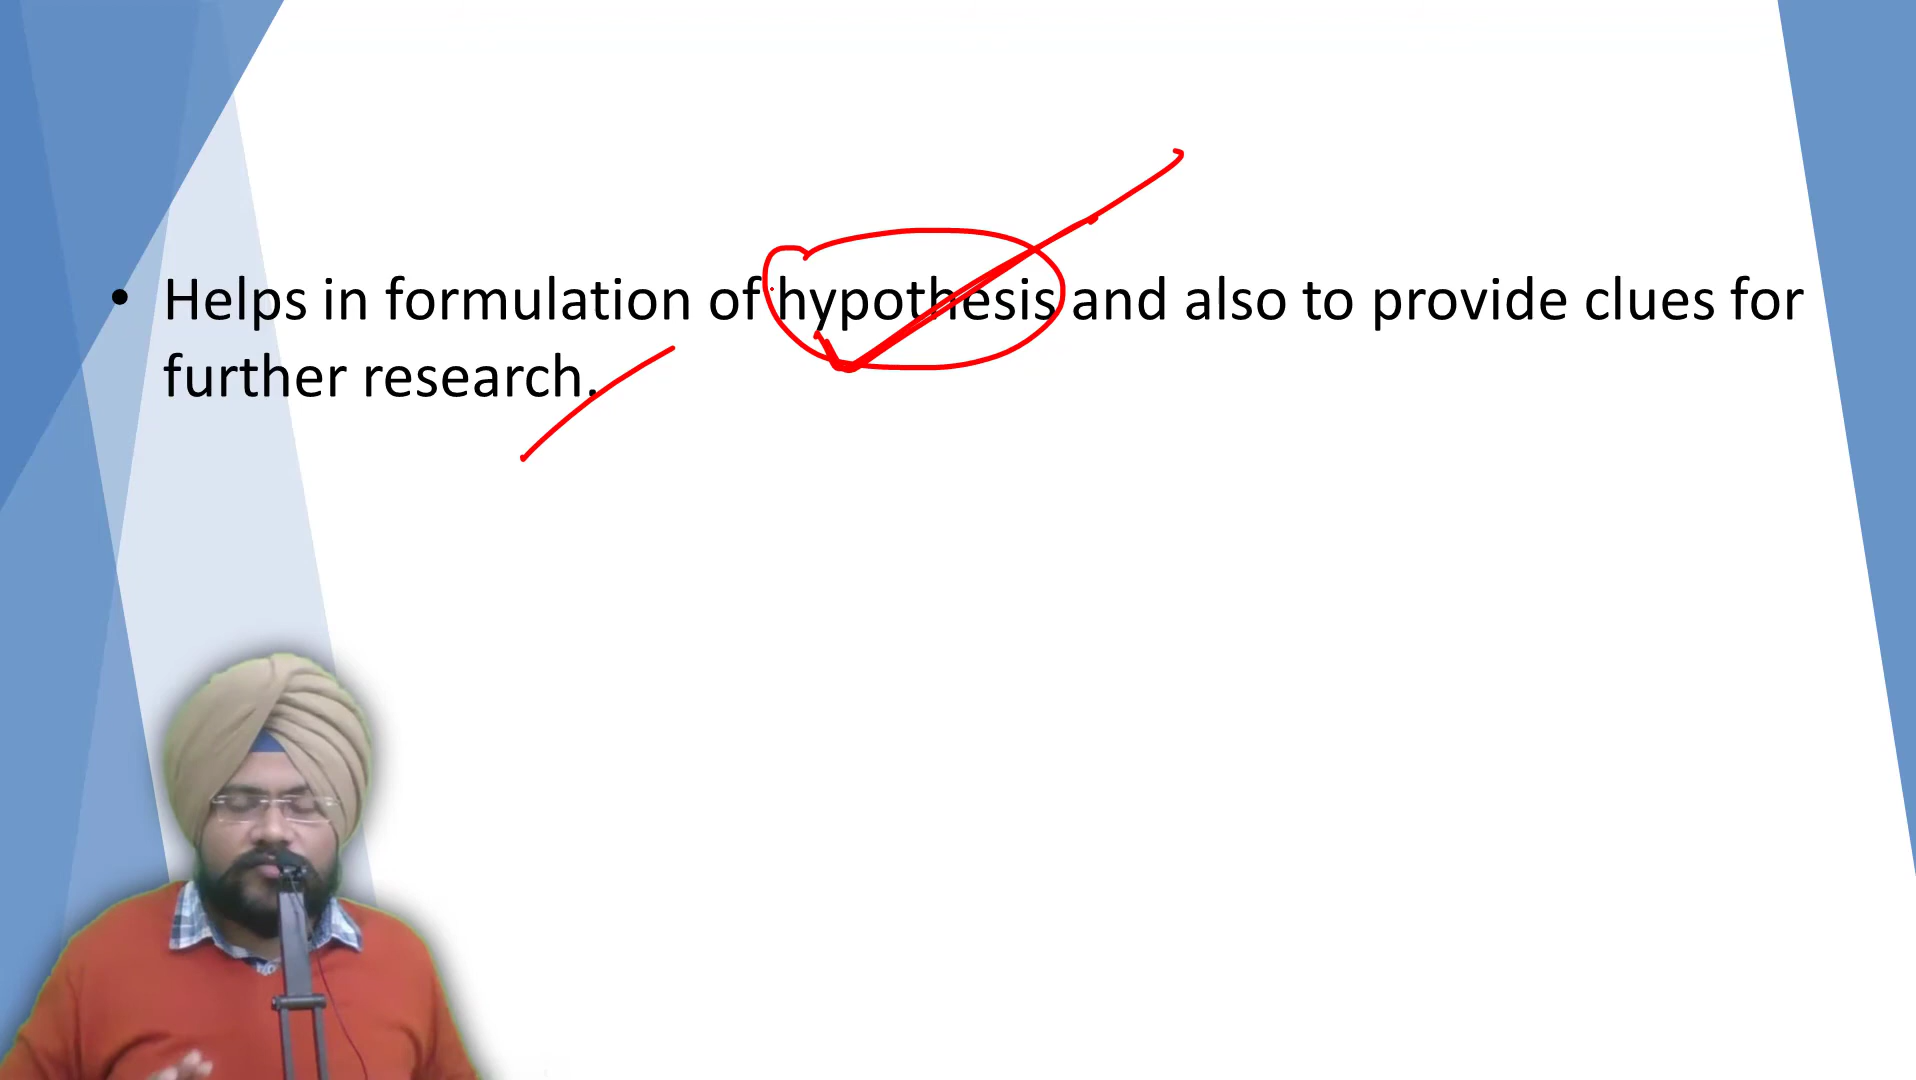 • Helps in formulation of hypothesis and also to provide clues for
further research.